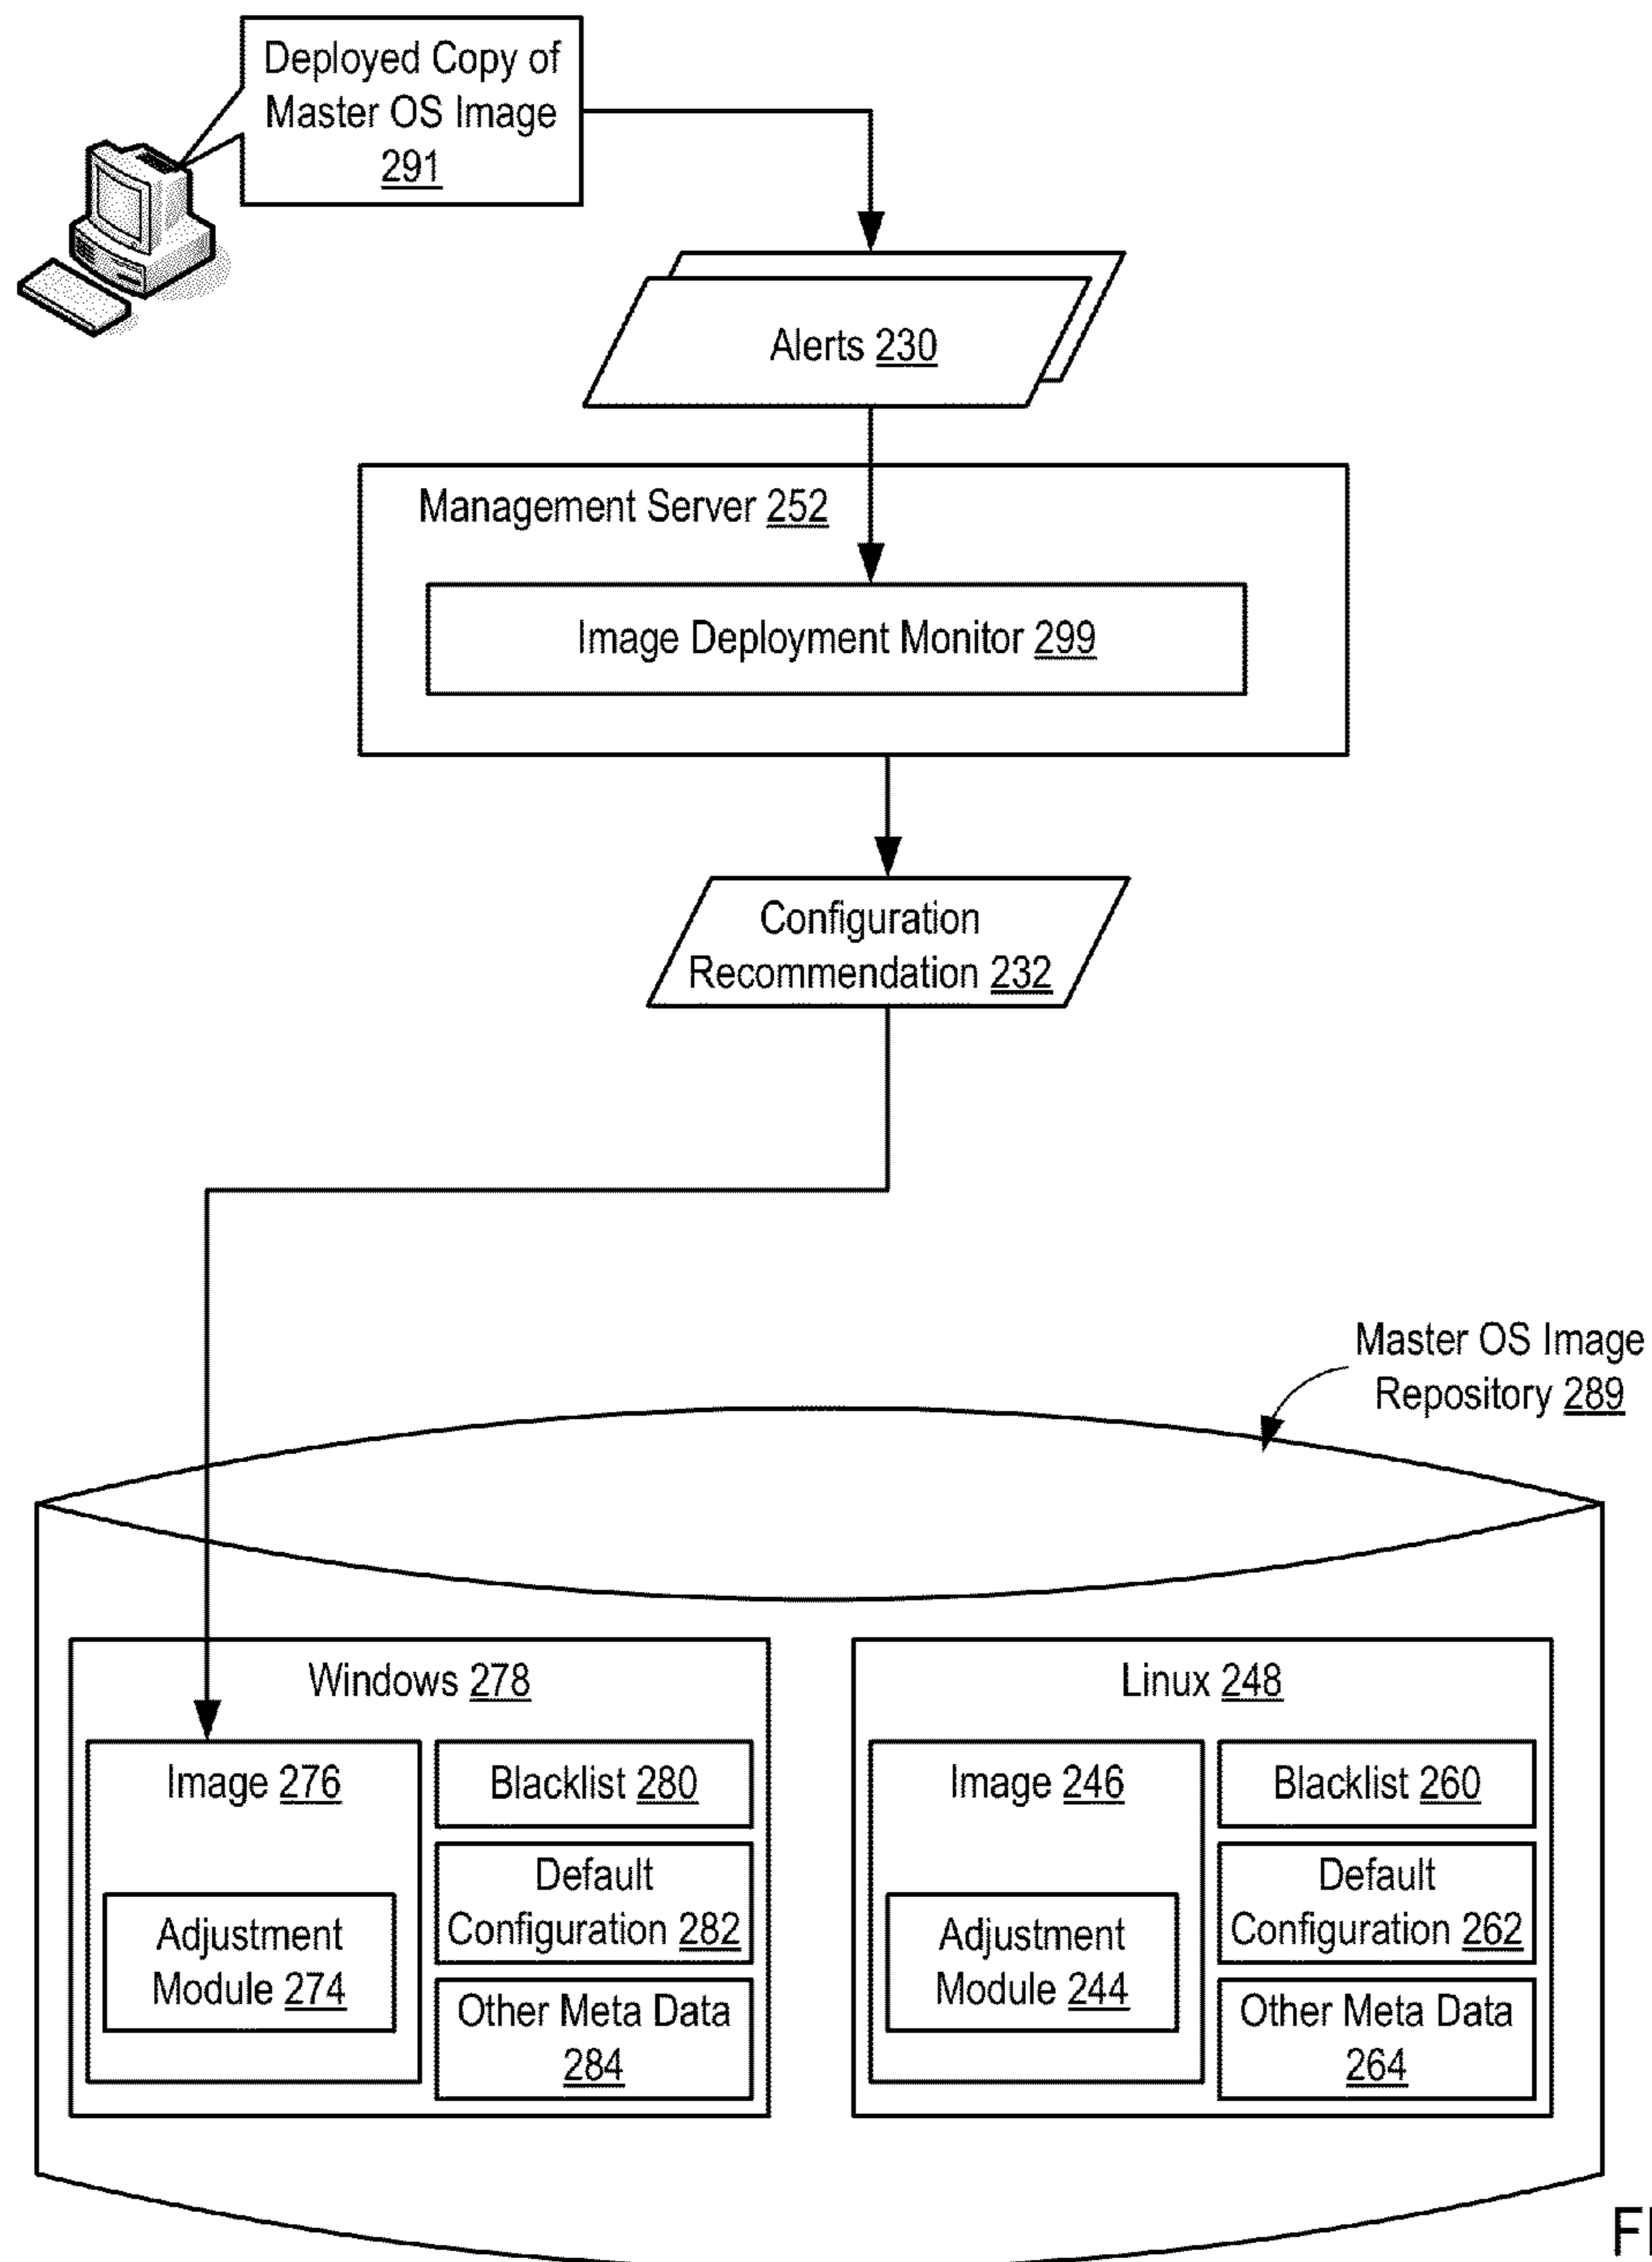 Deployed Copy of
Master OS Image
291
Alerts 230
Management Server 252
Image Deployment Monitor 299
Configuration
Recommendation 232
Master OS Image
Repository 289
Windows 278
Image 276
Adjustment
Module 274
Blacklist 280
Default
Configuration 282
Other Meta Data
284
Linux 248
Image 246
Adjustment
Module 244
Blacklist 260
Default
Configuration 262
Other Meta Data
264